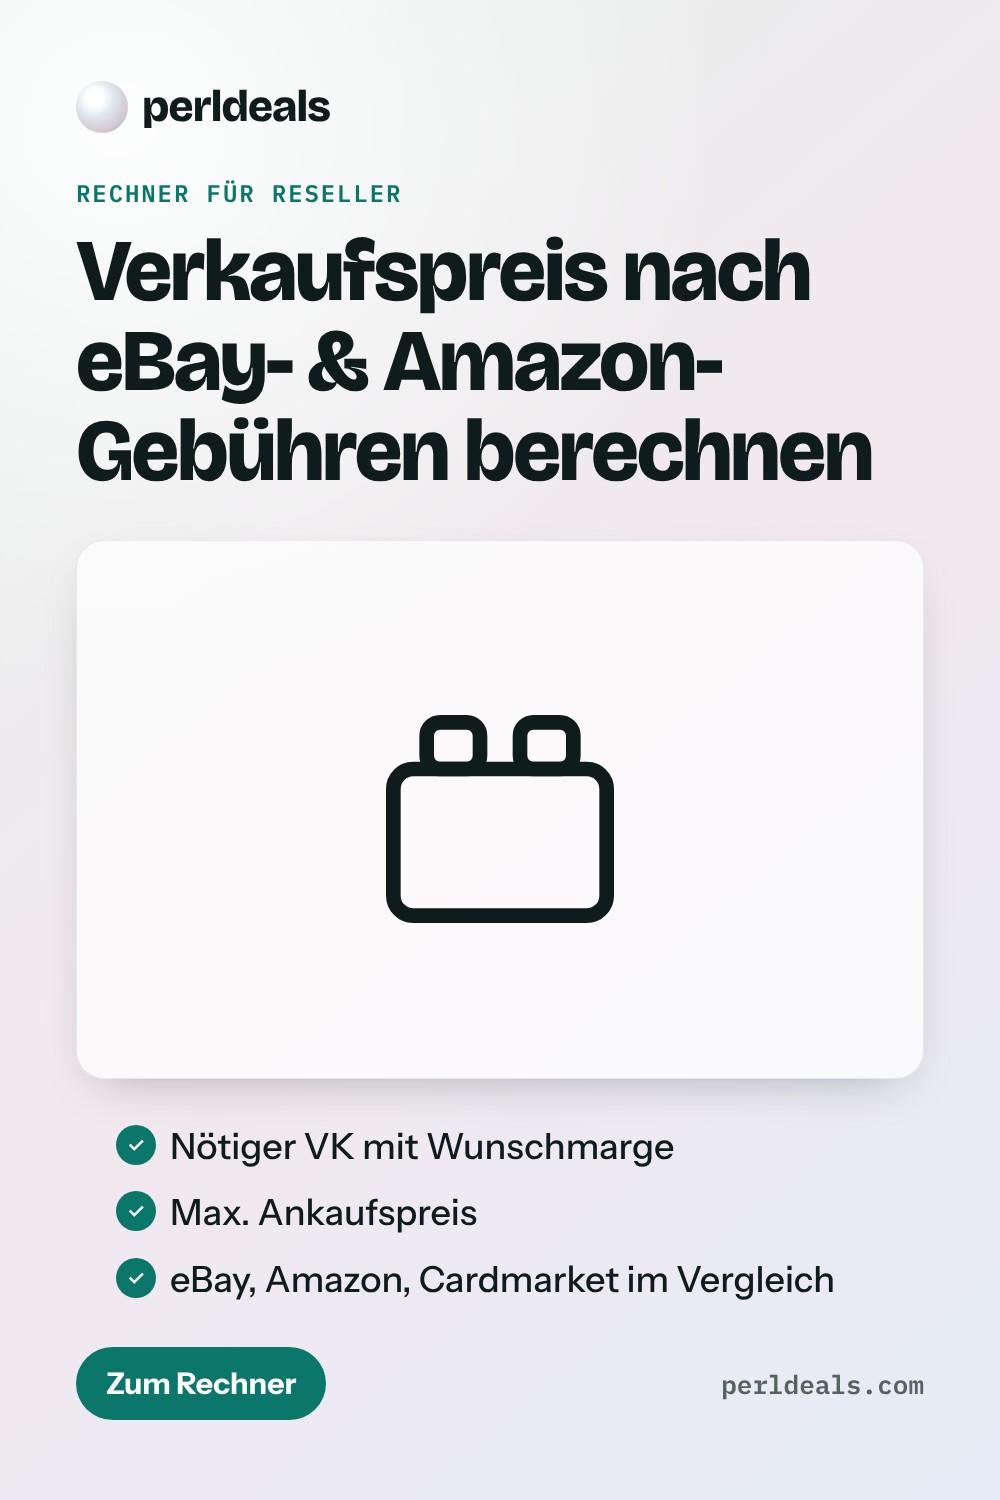 perldeals
RECHNER FÜR RESELLER
Verkaufspreis nach
eBay- & Amazon-
Gebühren berechnen
Nötiger VK mit Wunschmarge
Max. Ankaufspreis
eBay, Amazon, Cardmarket im Vergleich
Zum Rechner
perldeals.com